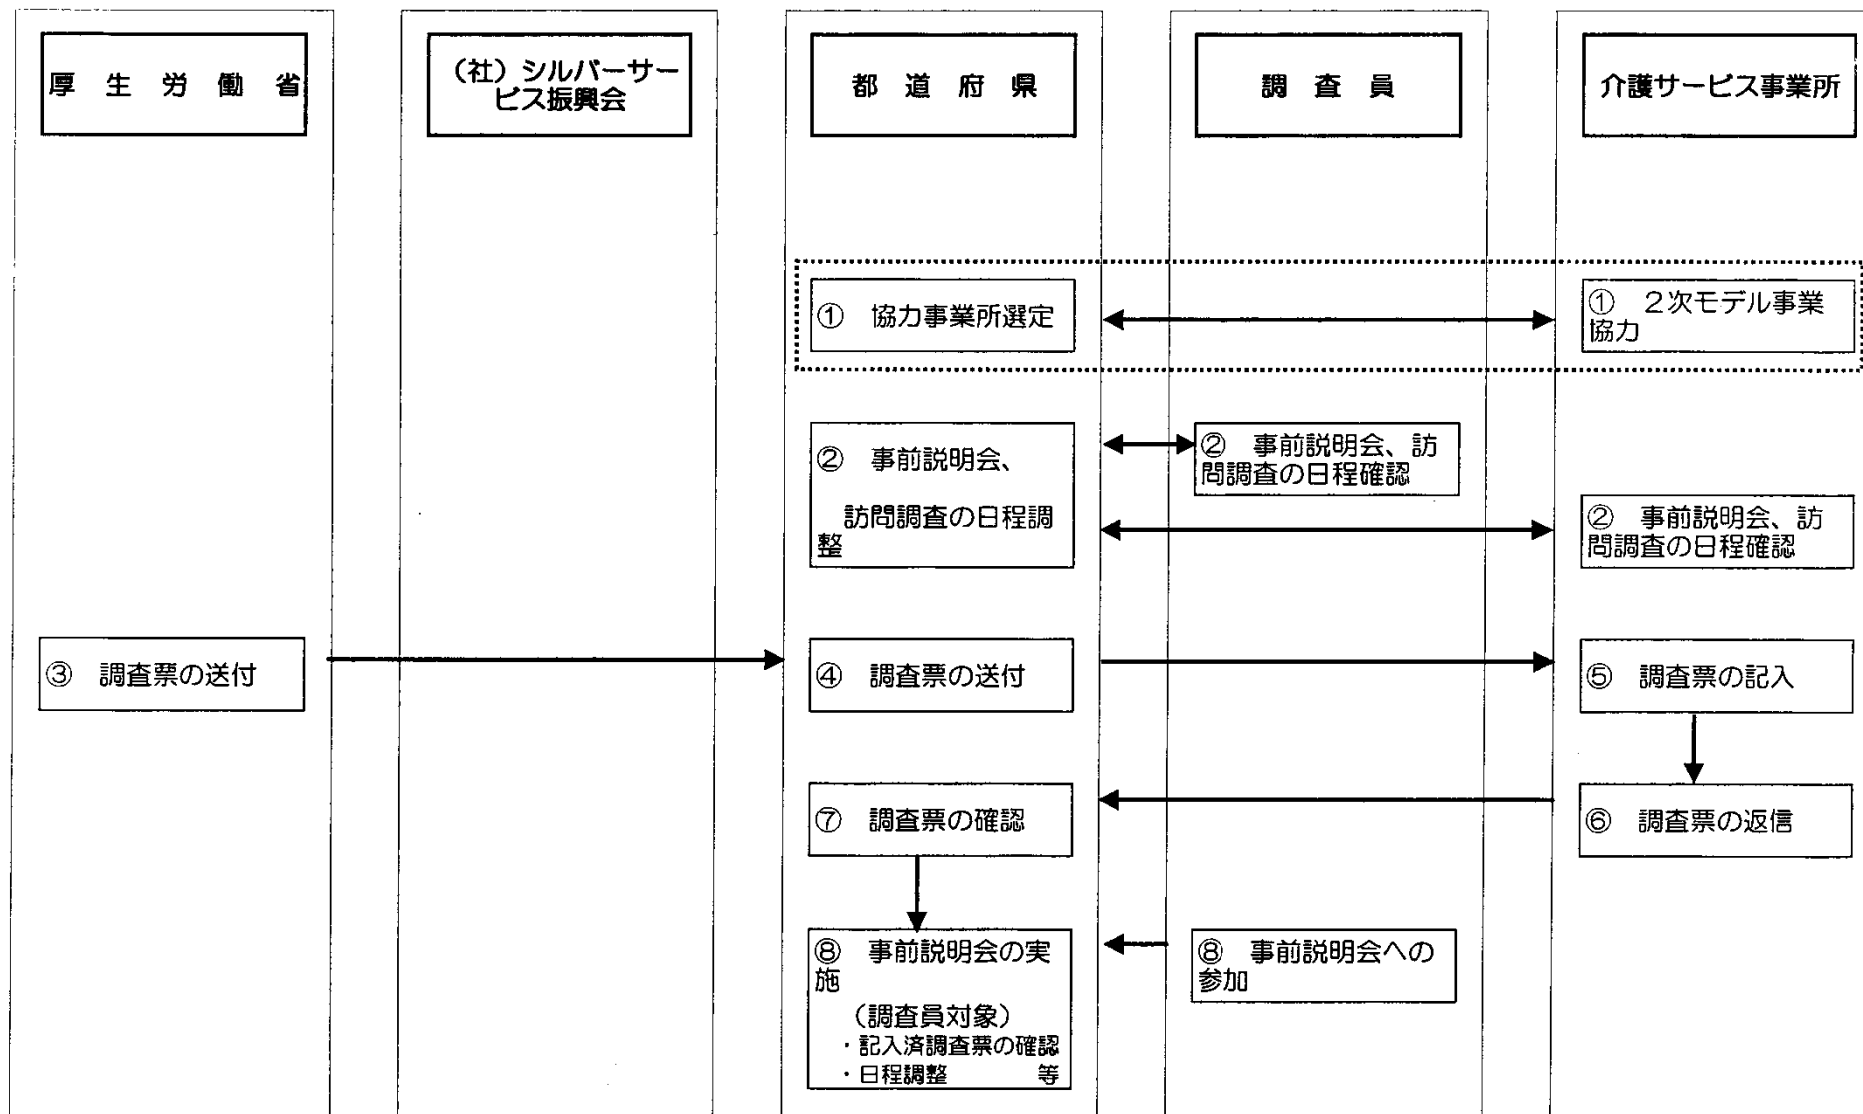 厚生労働省
(社)シルバーサー
ビス振興会
都道府県
調査員
介護サービス事業所
① 協力事業所選定
① 2次モデル事業
協力
② 事前説明会、
訪問調査の日程調
整
② 事前説明会、訪
問調査の日程確認
② 事前説明会、訪
問調査の日程確認
③ 調査票の送付
④ 調査票の送付
⑤ 調査票の記入
⑦ 調査票の確認
⑥ 調査票の返信
⑧ 事前説明会の実
施
(調査員対象)
・記入済調査票の確認
・日程調整 等
⑧ 事前説明会への
参加